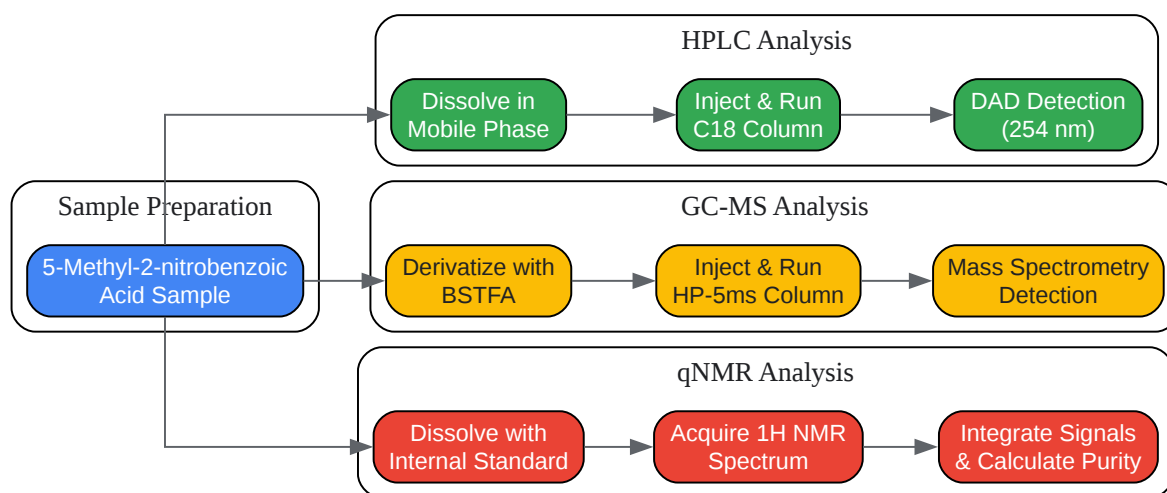 HPLC Analysis
Dissolve in
Mobile Phase
Inject & Run
C18 Column
DAD Detection
(254 nm)
Sample Preparation
5-Methyl-2-nitrobenzoic
Acid Sample
GC-MS Analysis
Derivatize with
BSTFA
Inject & Run
HP-5ms Column
Mass Spectrometry
Detection
qNMR Analysis
Dissolve with
Internal Standard
Acquire 1H NMR
Spectrum
Integrate Signals
& Calculate Purity